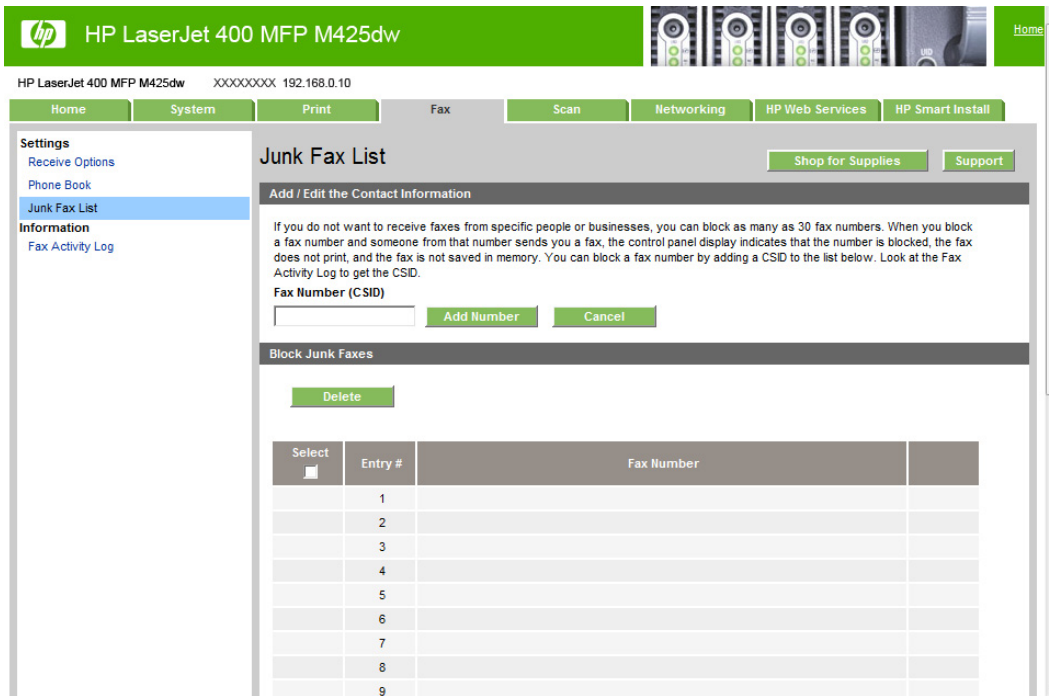 hp HP LaserJet 400 MFP M425dw
UID
Home
HP LaserJet 400 MFP M425dw XXXXXXXX 192.168.0.10
Home System Print Fax Scan Networking HP Web Services HP Smart Install
Settings
Receive Options
Phone Book
Junk Fax List
Information
Fax Activity Log
Junk Fax List
Shop for Supplies Support
Add / Edit the Contact Information
If you do not want to receive faxes from specific people or businesses, you can block as many as 30 fax numbers. When you block
a fax number and someone from that number sends you a fax, the control panel display indicates that the number is blocked, the fax
does not print, and the fax is not saved in memory. You can block a fax number by adding a CSID to the list below. Look at the Fax
Activity Log to get the CSID.
Fax Number (CSID)
Add Number Cancel
Block Junk Faxes
Delete
Select Entry # Fax Number
1
2
3
4
5
6
7
8
9